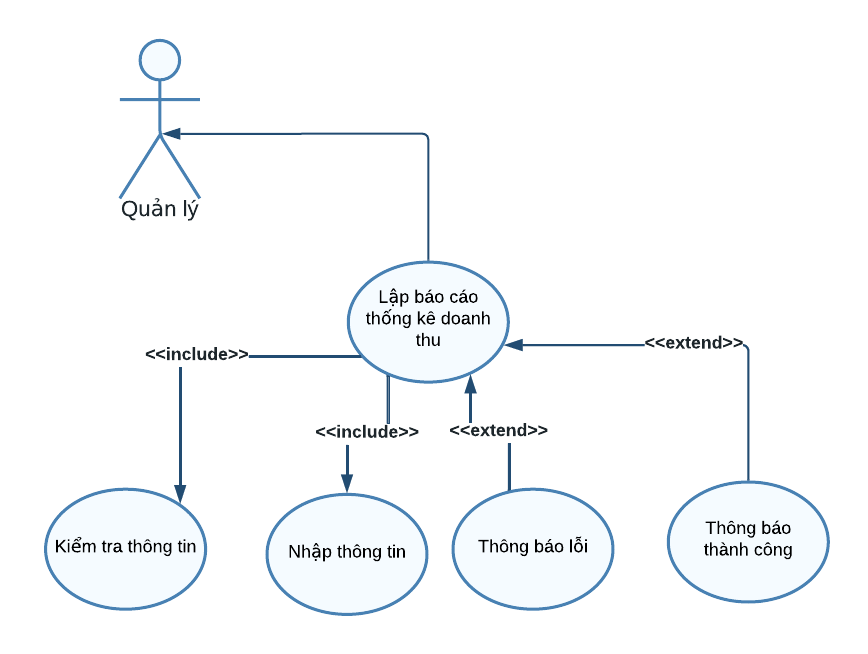 Quản lý
Lập báo cáo
thống kê doanh
thu
<<include>>
<<extend>>
<<include>>
<<extend>>
Kiểm tra thông tin
Nhập thông tin
Thông báo lỗi
Thông báo
thành công